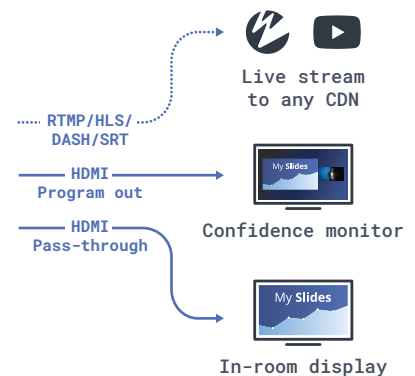 Live stream
to any CDN
RTMP/HLS/
DASH/SRT
HDMI
Program out
My Slides
Confidence monitor
HDMI
Pass-through
My Slides
In-room display